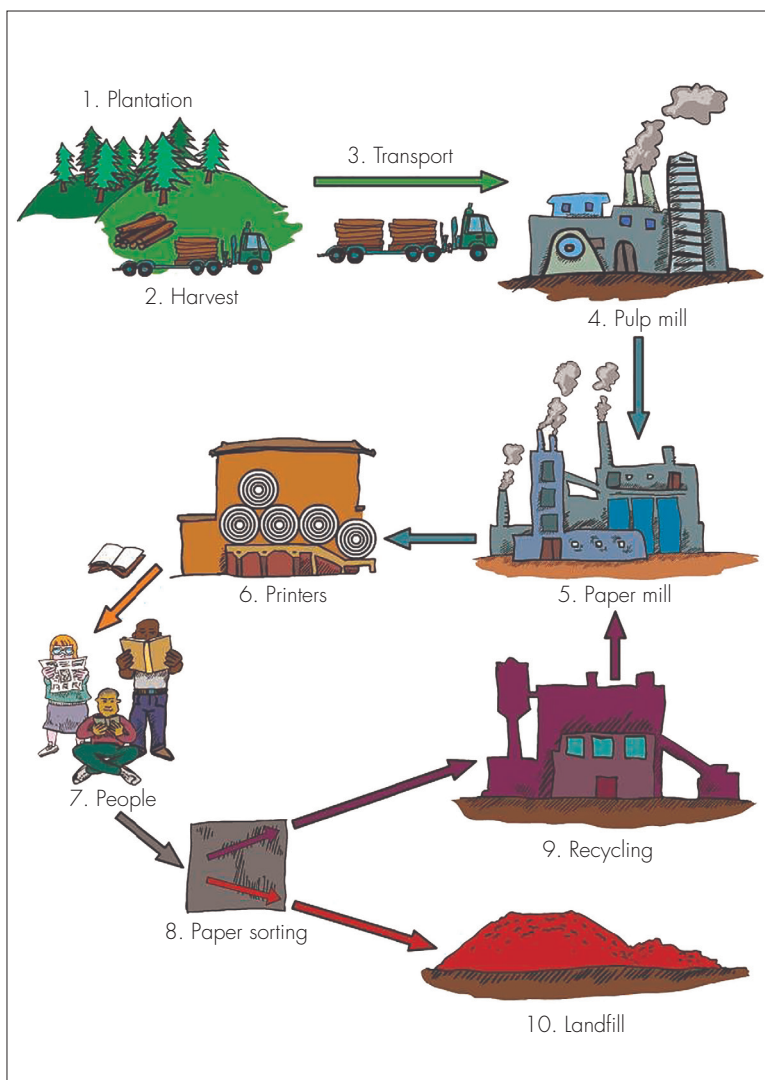 1. Plantation
3. Transport
2. Harvest
4. Pulp mill
6. Printers
5. Paper mill
7. People
9. Recycling
8. Paper sorting
10. Landfill